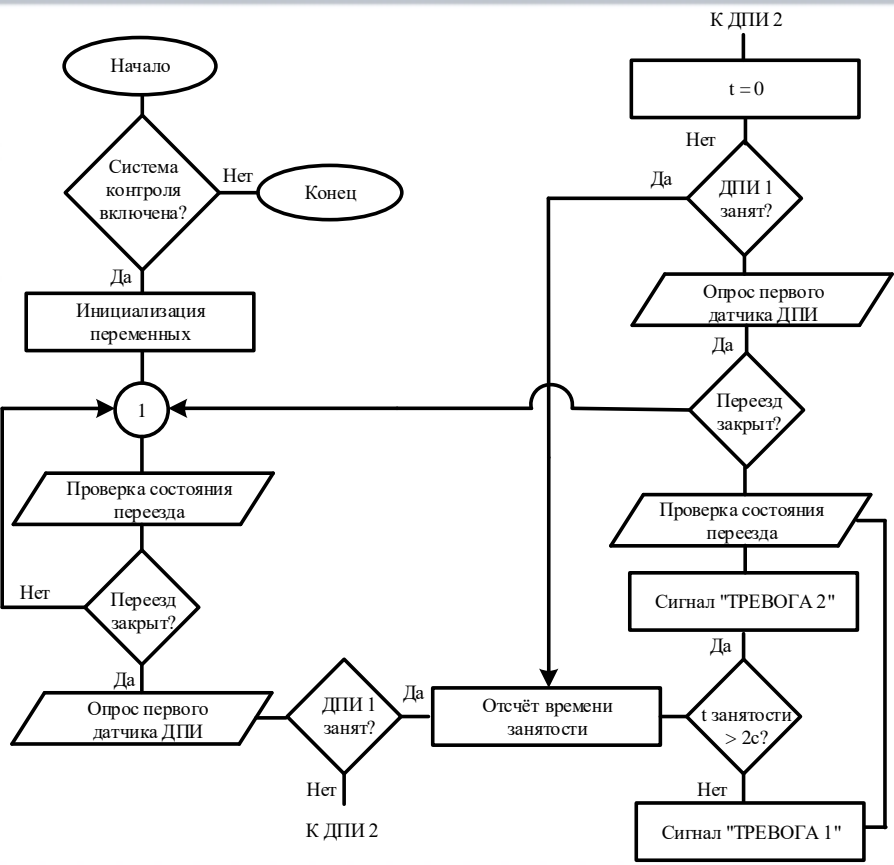 Начало
Система
контроля
включена?
Нет
Конец
Да
Инициализация
переменных
1
Проверка состояния
переезда
Нет
Переезд
закрыт?
Да
Опрос первого
датчика ДПИ
ДПИ 1
занят?
Да
Нет
К ДПИ 2
Отсчёт времени
занятости
К ДПИ 2
t = 0
Нет
Да
ДПИ 1
занят?
Опрос первого
датчика ДПИ
Да
Переезд
закрыт?
Проверка состояния
переезда
Сигнал "ТРЕВОГА 2"
Да
t занятости
> 2с?
Нет
Сигнал "ТРЕВОГА 1"